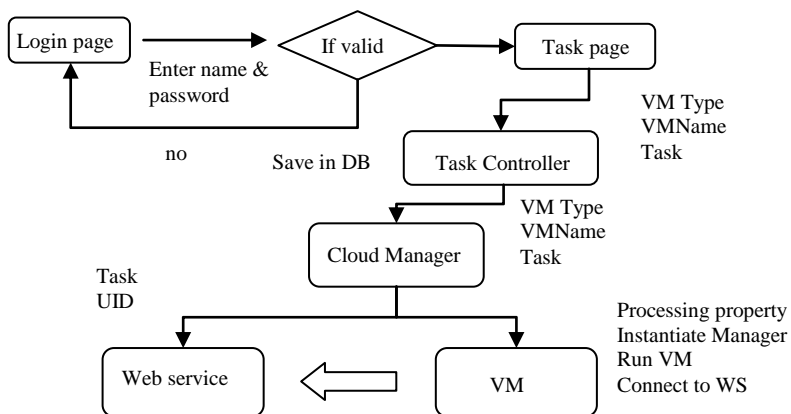 Login page
If valid
Task page
Enter name &
password
VM Type
VMName
Task
no
Save in DB
Task Controller
VM Type
VMName
Task
Cloud Manager
Task
UID
Processing property
Instantiate Manager
Run VM
Connect to WS
Web service
VM